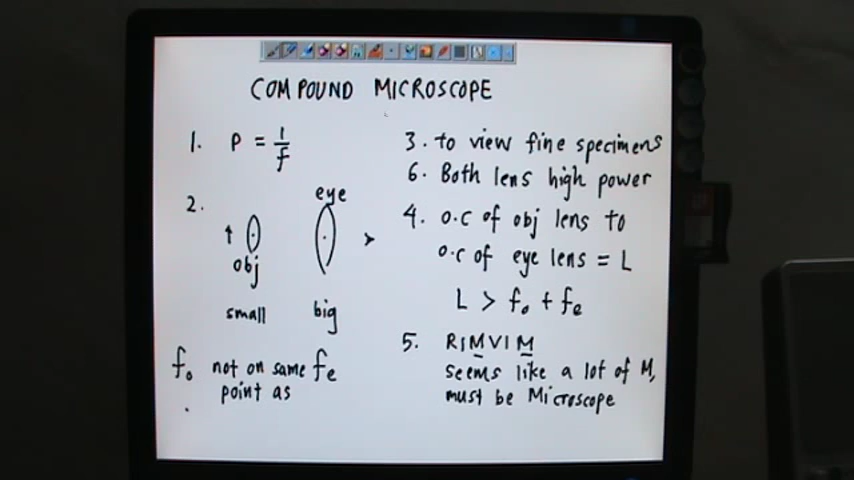 COMPOUND MICROSCOPE
1. P = 1/f
2.
eye
obj
small big
fo not on same fe
point as
3. to view fine specimens
6. Both lens high power
4. o.c of obj lens to
o.c of eye lens = L
L > fo + fe
5. RIMVIM
seems like a lot of M,
must be Microscope